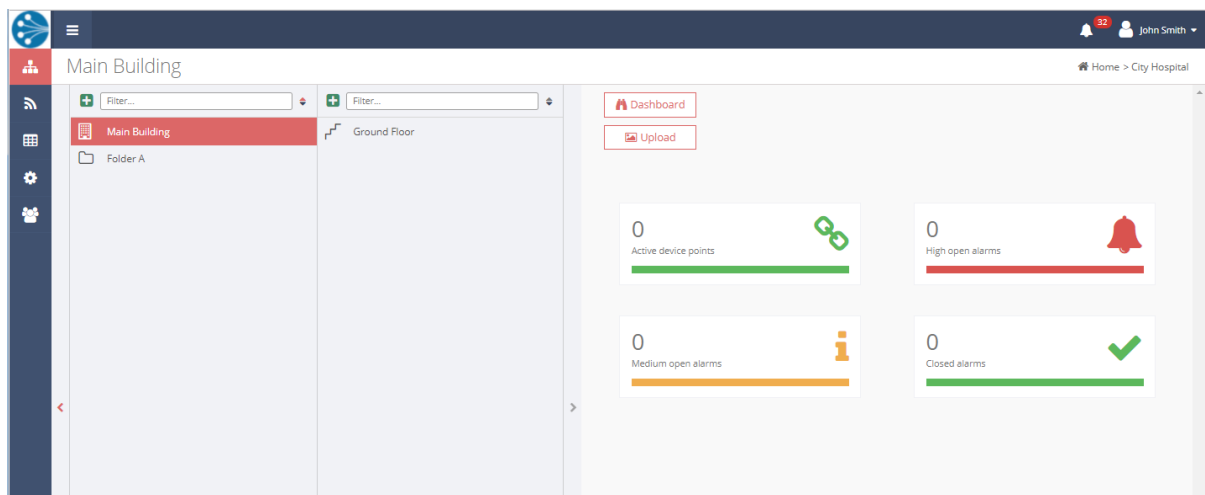 32
John Smith
Main Building
Home > City Hospital
Filter...
Filter...
Main Building
Folder A
Ground Floor
Dashboard
Upload
0
Active device points
0
High open alarms
0
Medium open alarms
0
Closed alarms